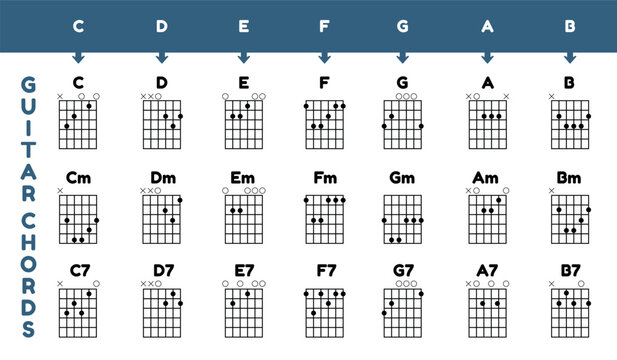 C D E F G A B
GUITAR CHORDS
C D E F G A B
Cm Dm Em Fm Gm Am Bm
C7 D7 E7 F7 G7 A7 B7